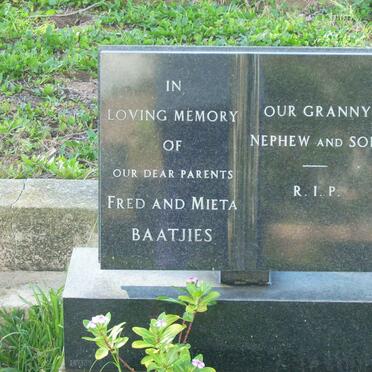 IN
LOVING MEMORY
OF
OUR DEAR PARENTS
FRED AND MIETA
BAATJIES
OUR GRANNY
NEPHEW AND SO
R.I.P.